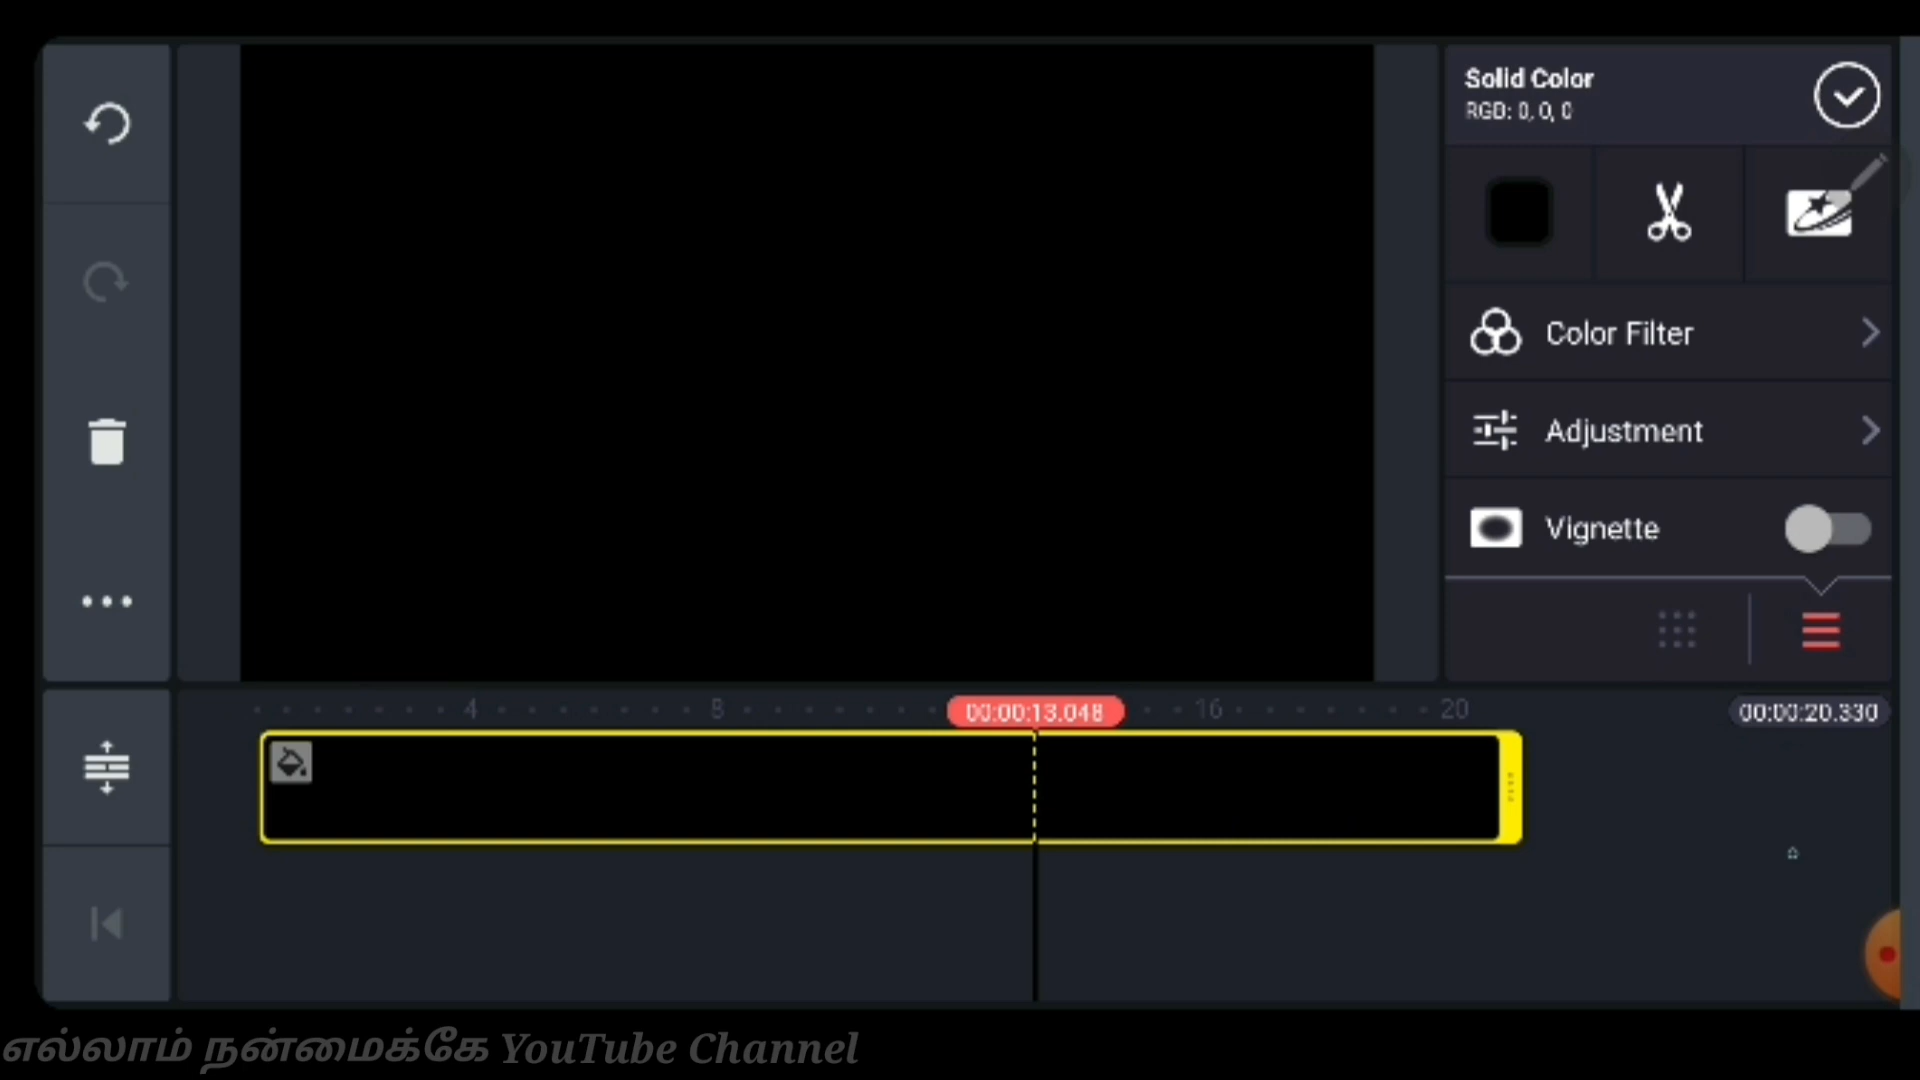 Solid Color
RGB: 0, 0, 0
Color Filter
Adjustment
Vignette
4
8
00:00:13.048
16
20
00:00:20.330
எல்லாம் நன்மைக்கே YouTube Channel